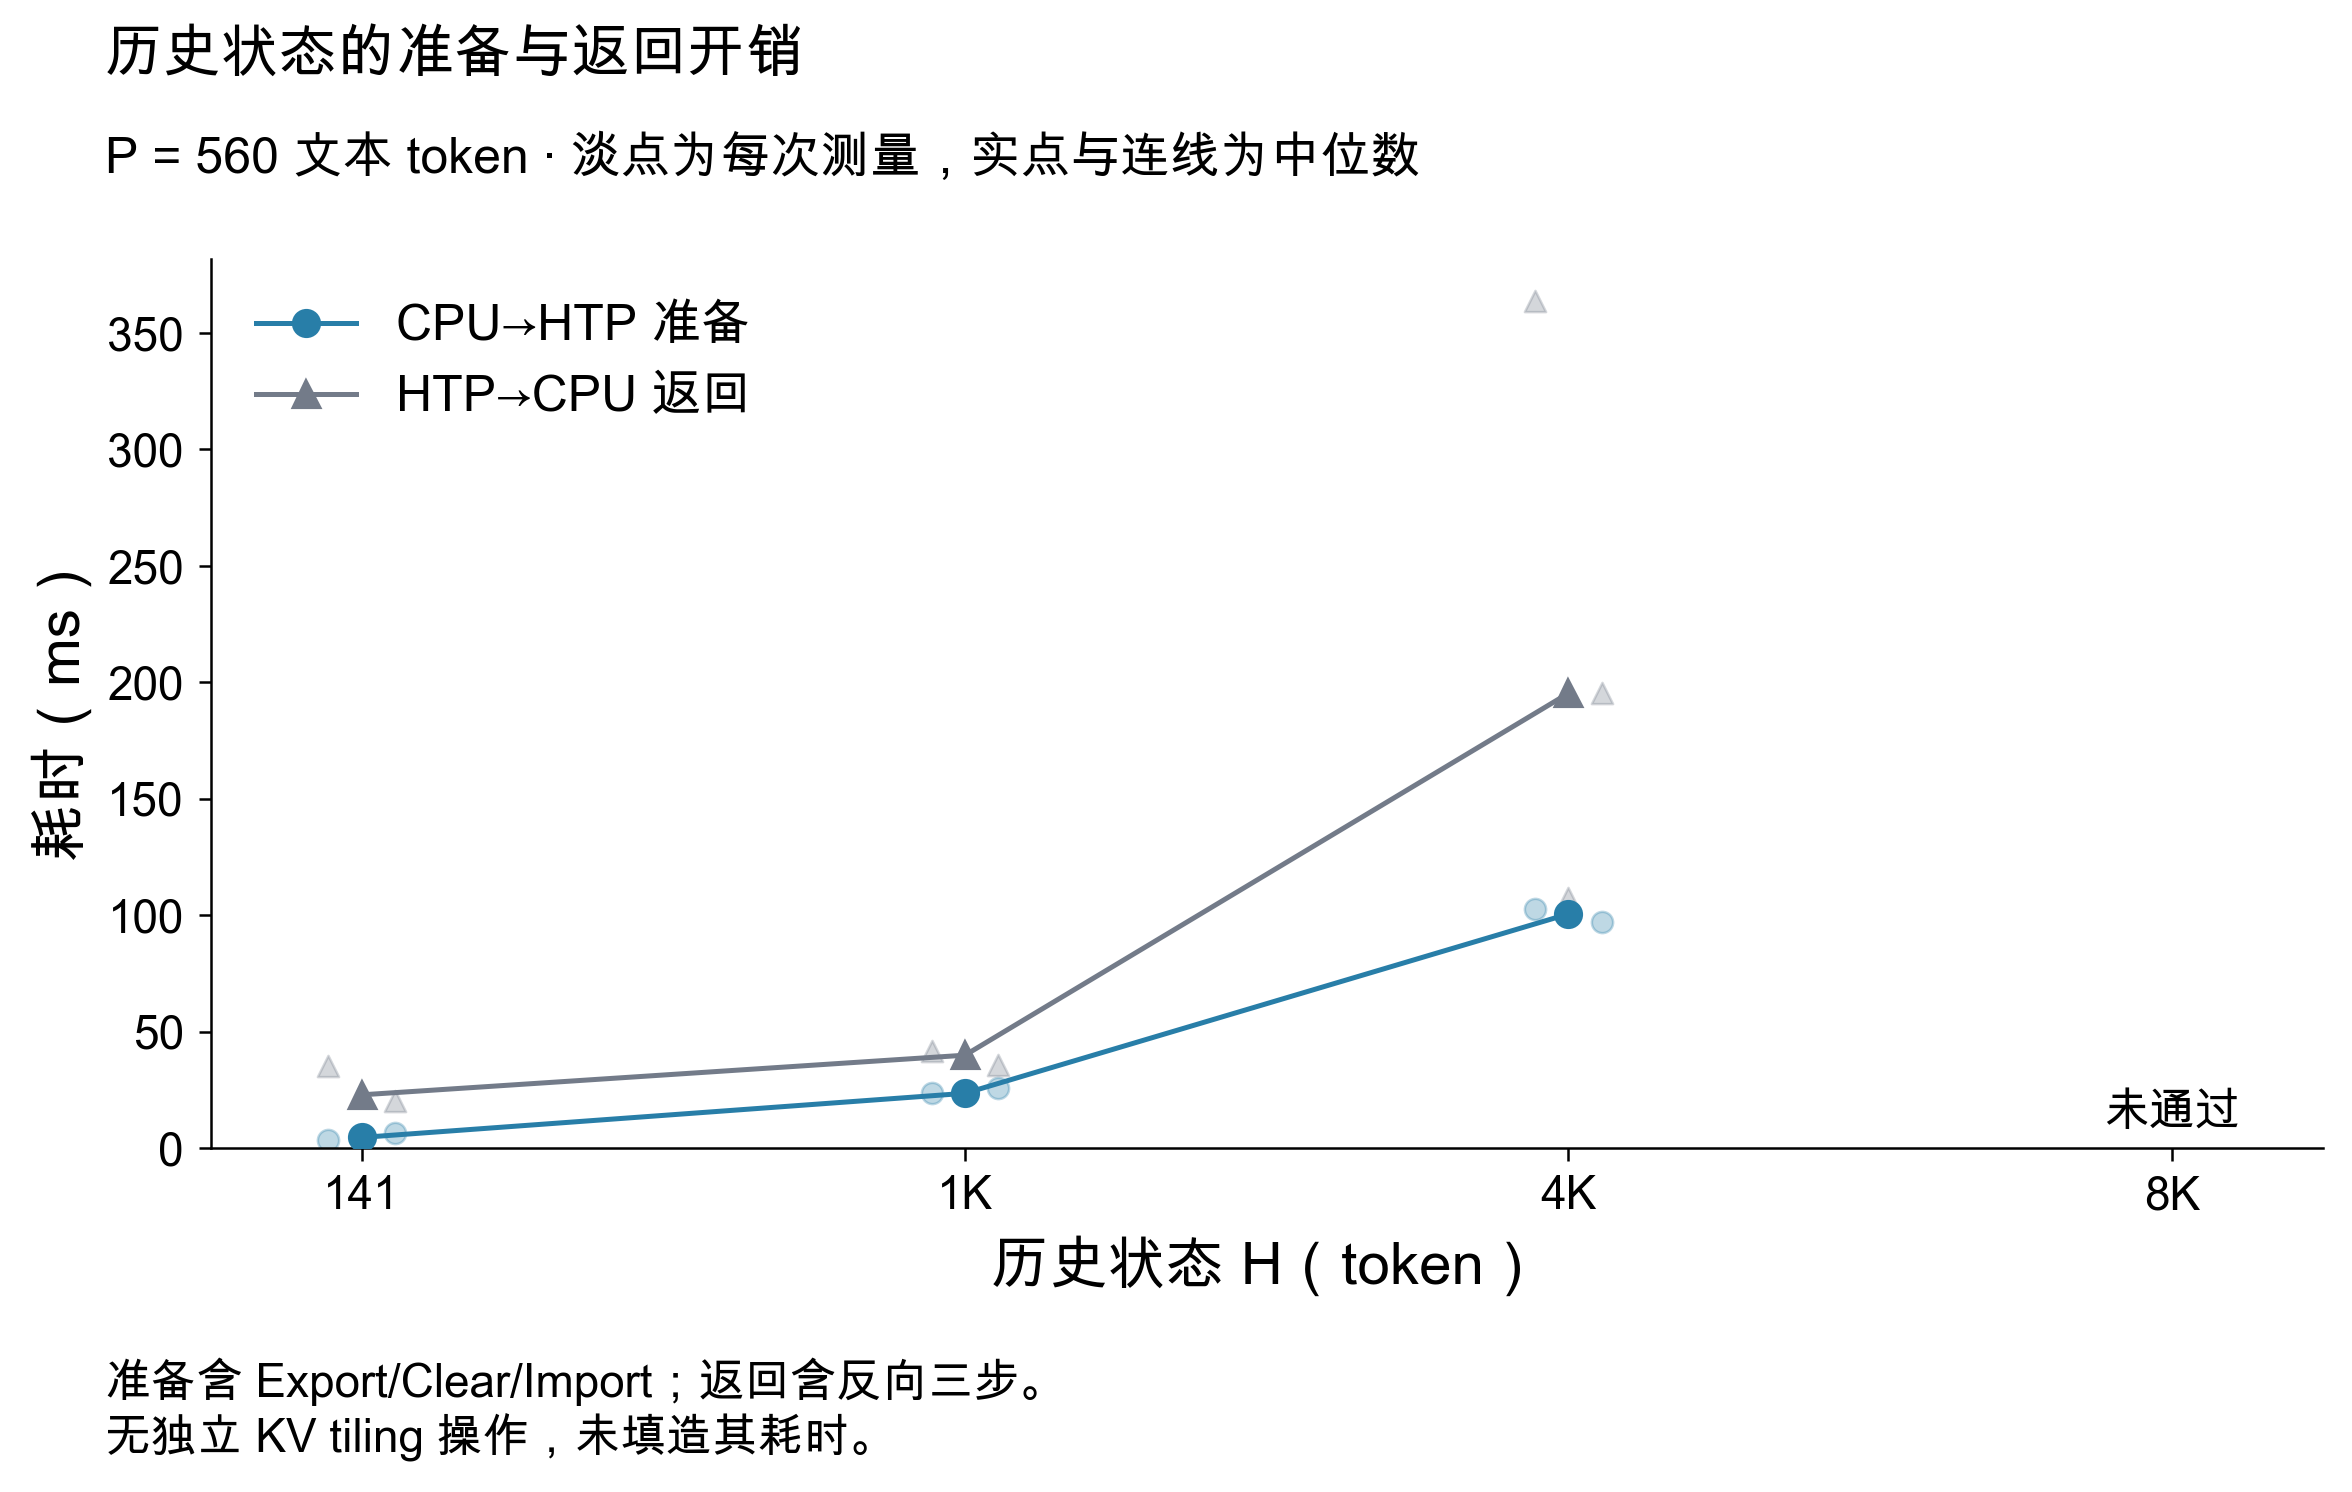 历史状态的准备与返回开销
P = 560 文本 token · 淡点为每次测量，实点与连线为中位数
CPU→HTP 准备
HTP→CPU 返回
350
300
250
200
150
100
50
0
耗时（ms）
未通过
141
1K
4K
8K
历史状态 H（token）
准备含 Export/Clear/Import；返回含反向三步。
无独立 KV tiling 操作，未填造其耗时。